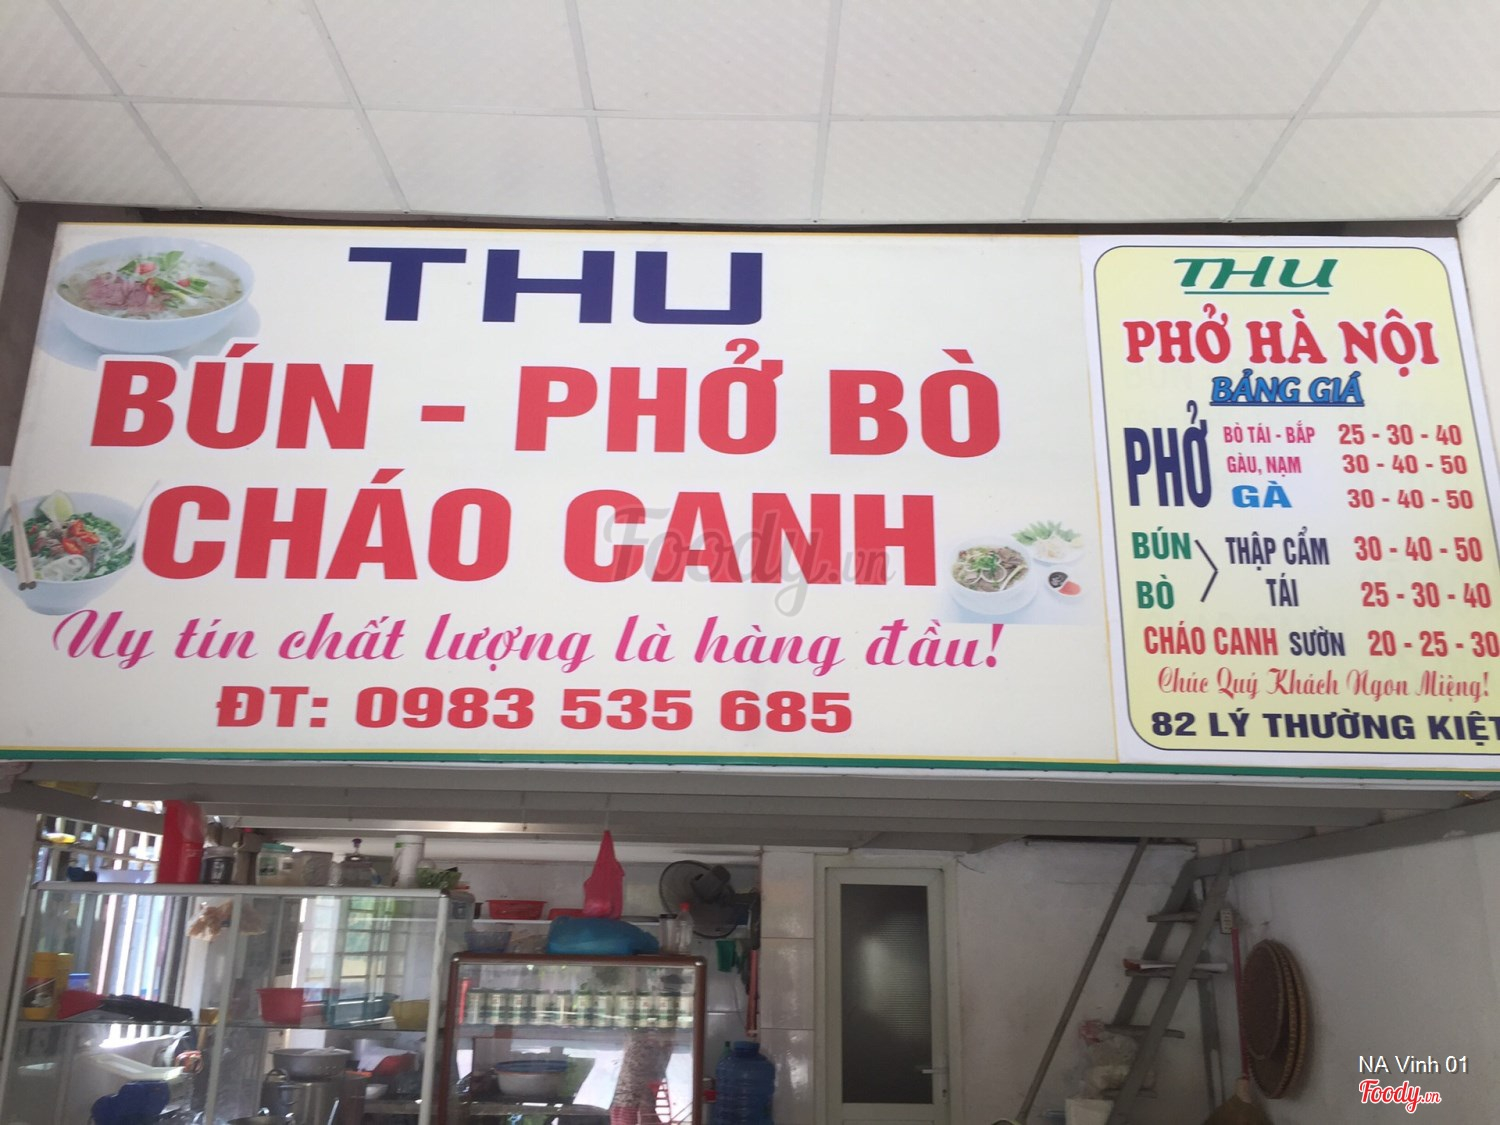 THU
BÚN - PHỞ BÒ
CHÁO CANH
Uy tín chất lượng là hàng đầu!
ĐT: 0983 535 685
THU
PHỞ HÀ NỘI
BẢNG GIÁ
PHỞ
BÒ TÁI - BẮP 25 - 30 - 40
GÀU, NẠM 30 - 40 - 50
GÀ 30 - 40 - 50
BÚN THẬP CẨM 30 - 40 - 50
BÒ TÁI 25 - 30 - 40
CHÁO CANH SƯỜN 20 - 25 - 30
Chúc Quý Khách Ngon Miệng!
82 LÝ THƯỜNG KIỆT
Foody.vn
NA Vinh 01
Foody.vn